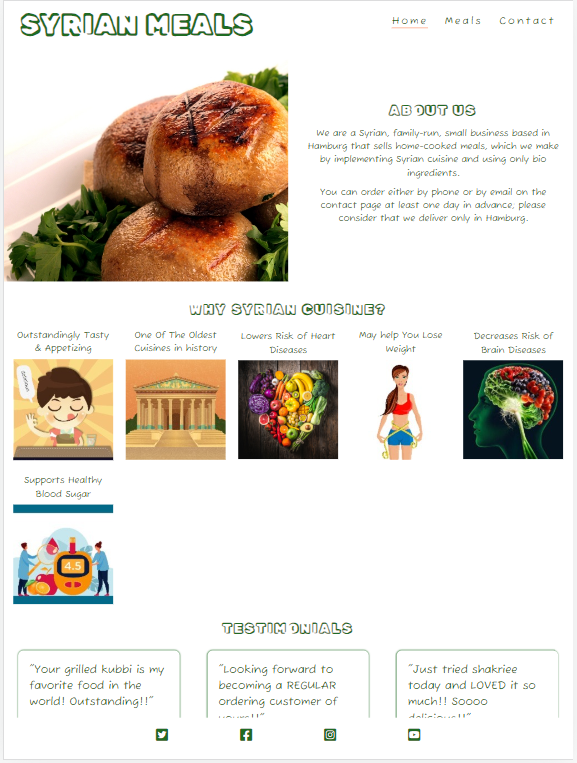 SYRIAN MEALS
Home Meals Contact
ABOUT US
We are a Syrian, family-run, small business based in
Hamburg that sells home-cooked meals, which we make
by implementing Syrian cuisine and using only bio
ingredients.
You can order either by phone or by email on the
contact page at least one day in advance, please
consider that we deliver only in Hamburg.
WHY SYRIAN CUISINE?
Outstandingly Tasty
& Appetizing
One Of The Oldest
Cuisines in history
Lowers Risk of Heart
Diseases
May help You Lose
Weight
Decreases Risk of
Brain Diseases
Supports Healthy
Blood Sugar
4.5
TESTIMONIALS
"Your grilled kubbi is my
favorite food in the
world! Outstanding!!"
"Looking forward to
becoming a REGULAR
ordering customer of
yours!!"
"Just tried shakriee
today and LOVED it so
much!! Soooo
delicious!!"